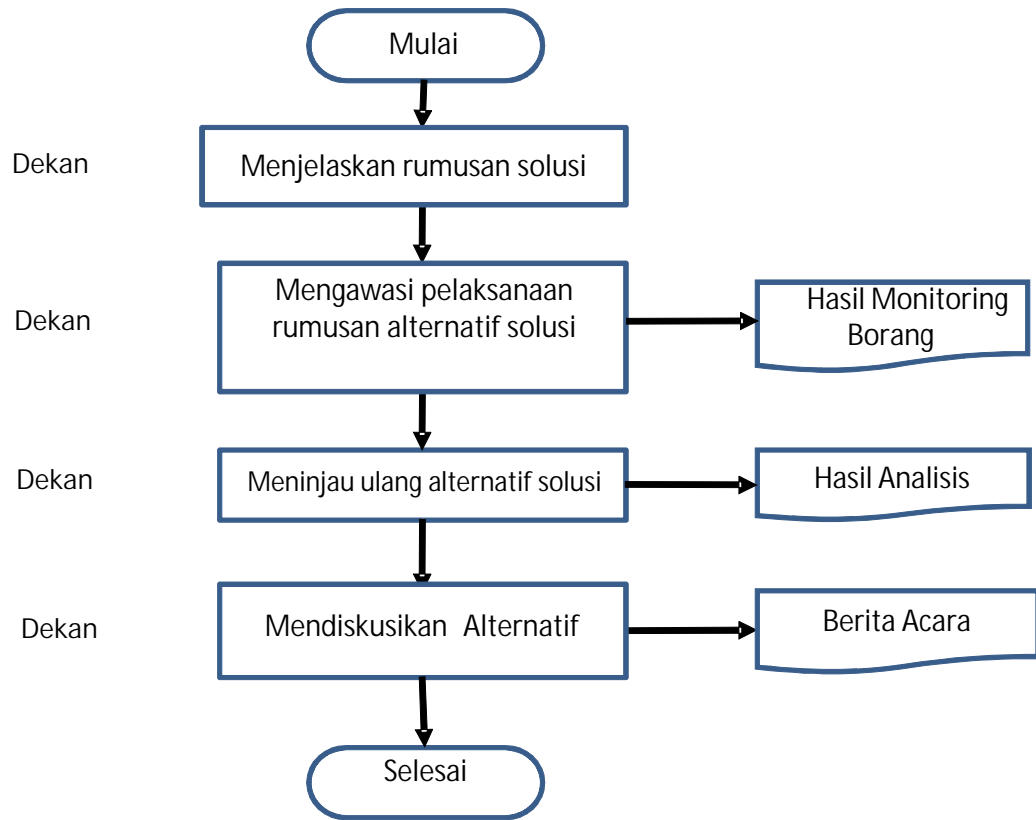 Mulai
Dekan
Menjelaskan rumusan solusi
Dekan
Mengawasi pelaksanaan
rumusan alternatif solusi
Hasil Monitoring
Borang
Dekan
Meninjau ulang alternatif solusi
Hasil Analisis
Dekan
Mendiskusikan Alternatif
Berita Acara
Selesai